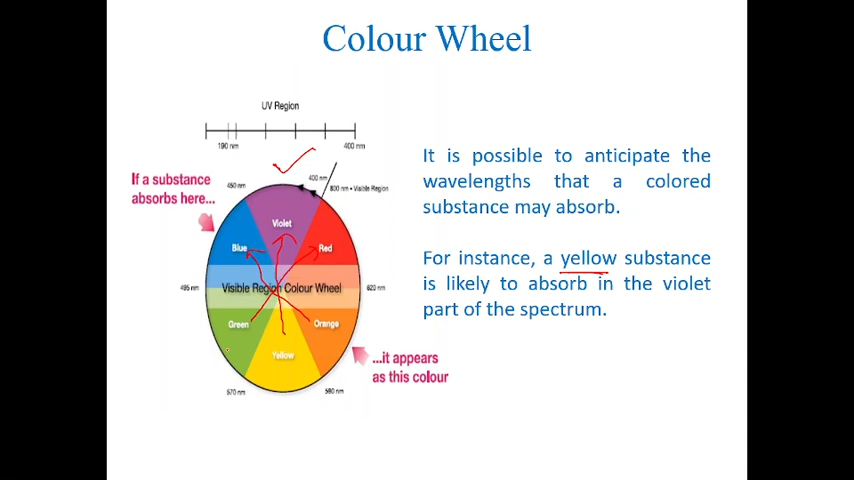 Colour Wheel
UV Region
190 nm
400 nm
If a substance
absorbs here...
450 nm
400 nm
800 nm • Visible Region
Violet
Blue
Red
495 nm
Visible Region Colour Wheel
620 nm
Green
Orange
Yellow
570 nm
590 nm
...it appears
as this colour
It is possible to anticipate the
wavelengths that a colored
substance may absorb.
For instance, a yellow substance
is likely to absorb in the violet
part of the spectrum.